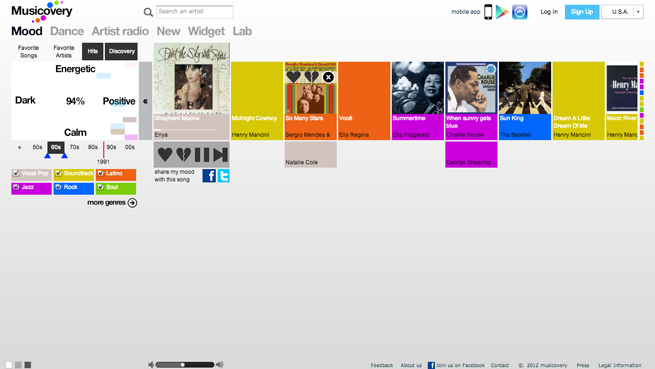 Musicovery
Search an artist
mobile app
Log In
Sign Up
U.S.A.
Mood
Dance
Artist radio
New
Widget
Lab
Favorite Songs
Favorite Artists
Hits
Discovery
Energetic
Dark
94%
Positive
Calm
«
50s
60s
70s
80s
90s
00s
1991
Vocal Pop
Soundtrack
Latino
Jazz
Rock
Soul
more genres
«
Shepherd Moons
Enya
share my mood
with this song
Midnight Cowboy
Henry Mancini
So Many Stars
Sergio Mendes &
Natalie Cole
Você
Elis Regina
Summertime
Ella Fitzgerald
When sunny gets
blue
Charlie Rouse
George Shearing
Sun King
The Beatles
Dream A Little
Dream Of Me
Henry Mancini
Moon River
Henry Manc
Feedback
About us
Join us on Facebook
Contact
©. 2012 musicovery
Press
Legal Information